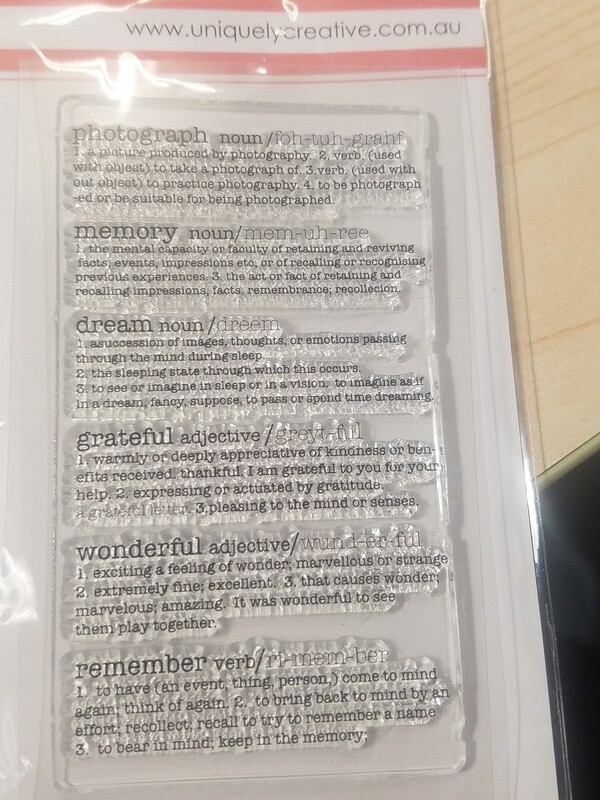 www.uniquelycreative.com.au
photograph noun/foh-tuh-grahf
1. a picture produced by photography. 2. verb. (used
with object) to take a photograph of. 3.verb. (used with
out object) to practice photography. 4. to be photograph
-ed or be suitable for being photographed.
memory noun/mem-uh-ree
1. the mental capacity or faculty of retaining and reviving
facts, events, impressions etc, or of recalling or recognising
previous experiences. 3. the act or fact of retaining and
recalling impressions, facts, remembrance; recollecion.
dream noun/dreem
1. asuccession of images, thoughts, or emotions passing
through the mind during sleep.
2. the sleeping state through which this occurs.
3. to see or imagine in sleep or in a vision. to imagine as if
in a dream, fancy, suppose, to pass or spend time dreaming.
grateful adjective/greyt-ful
1. warmly or deeply appreciative of kindness or ben-
efits received. thankful. I am grateful to you for your
help. 2. expressing or actuated by gratitude.
a grateful letter. 3.pleasing to the mind or senses.
wonderful adjective/wund-er-ful
1. exciting a feeling of wonder; marvellous or strange
2. extremely fine; excellent. 3. that causes wonder;
marvelous; amazing. It was wonderful to see
them play together.
remember verb/ri-mem-ber
1. to have (an event, thing, person,) come to mind
again; think of again. 2. to bring back to mind by an
effort; recollect; recall to try to remember a name
3. to bear in mind; keep in the memory;